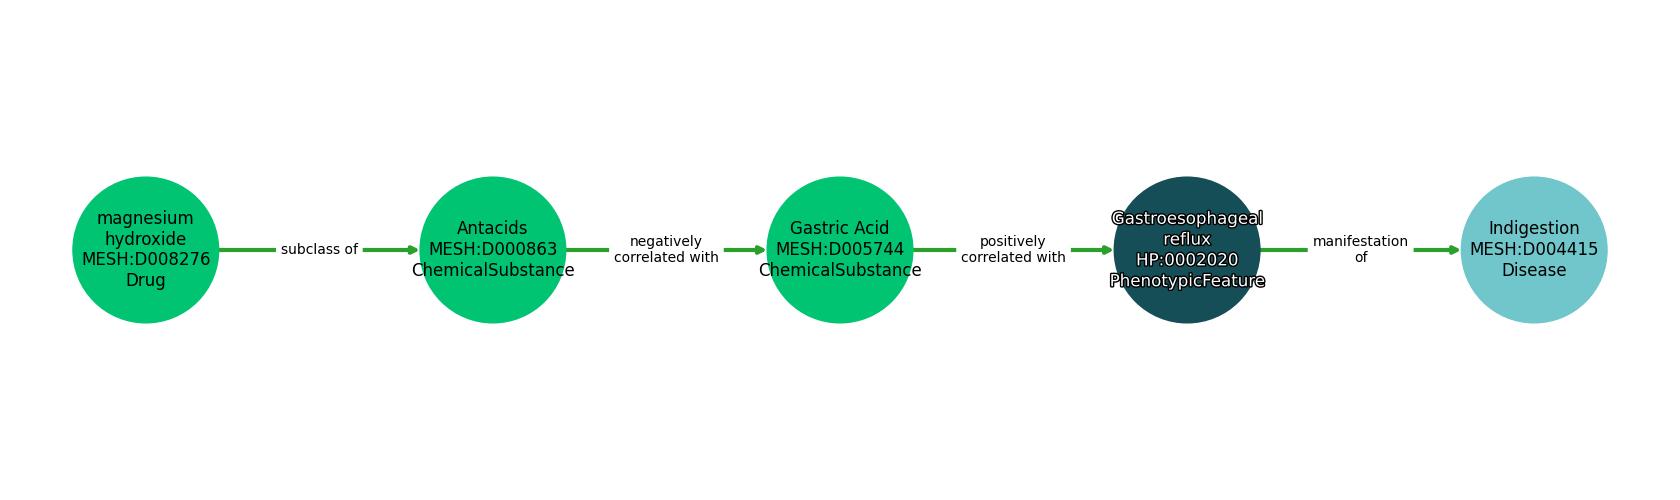 magnesium
hydroxide
MESH:D008276
Drug
subclass of
Antacids
MESH:D000863
ChemicalSubstance
negatively
correlated with
Gastric Acid
MESH:D005744
ChemicalSubstance
positively
correlated with
Gastroesophageal
reflux
HP:0002020
PhenotypicFeature
manifestation
of
Indigestion
MESH:D004415
Disease